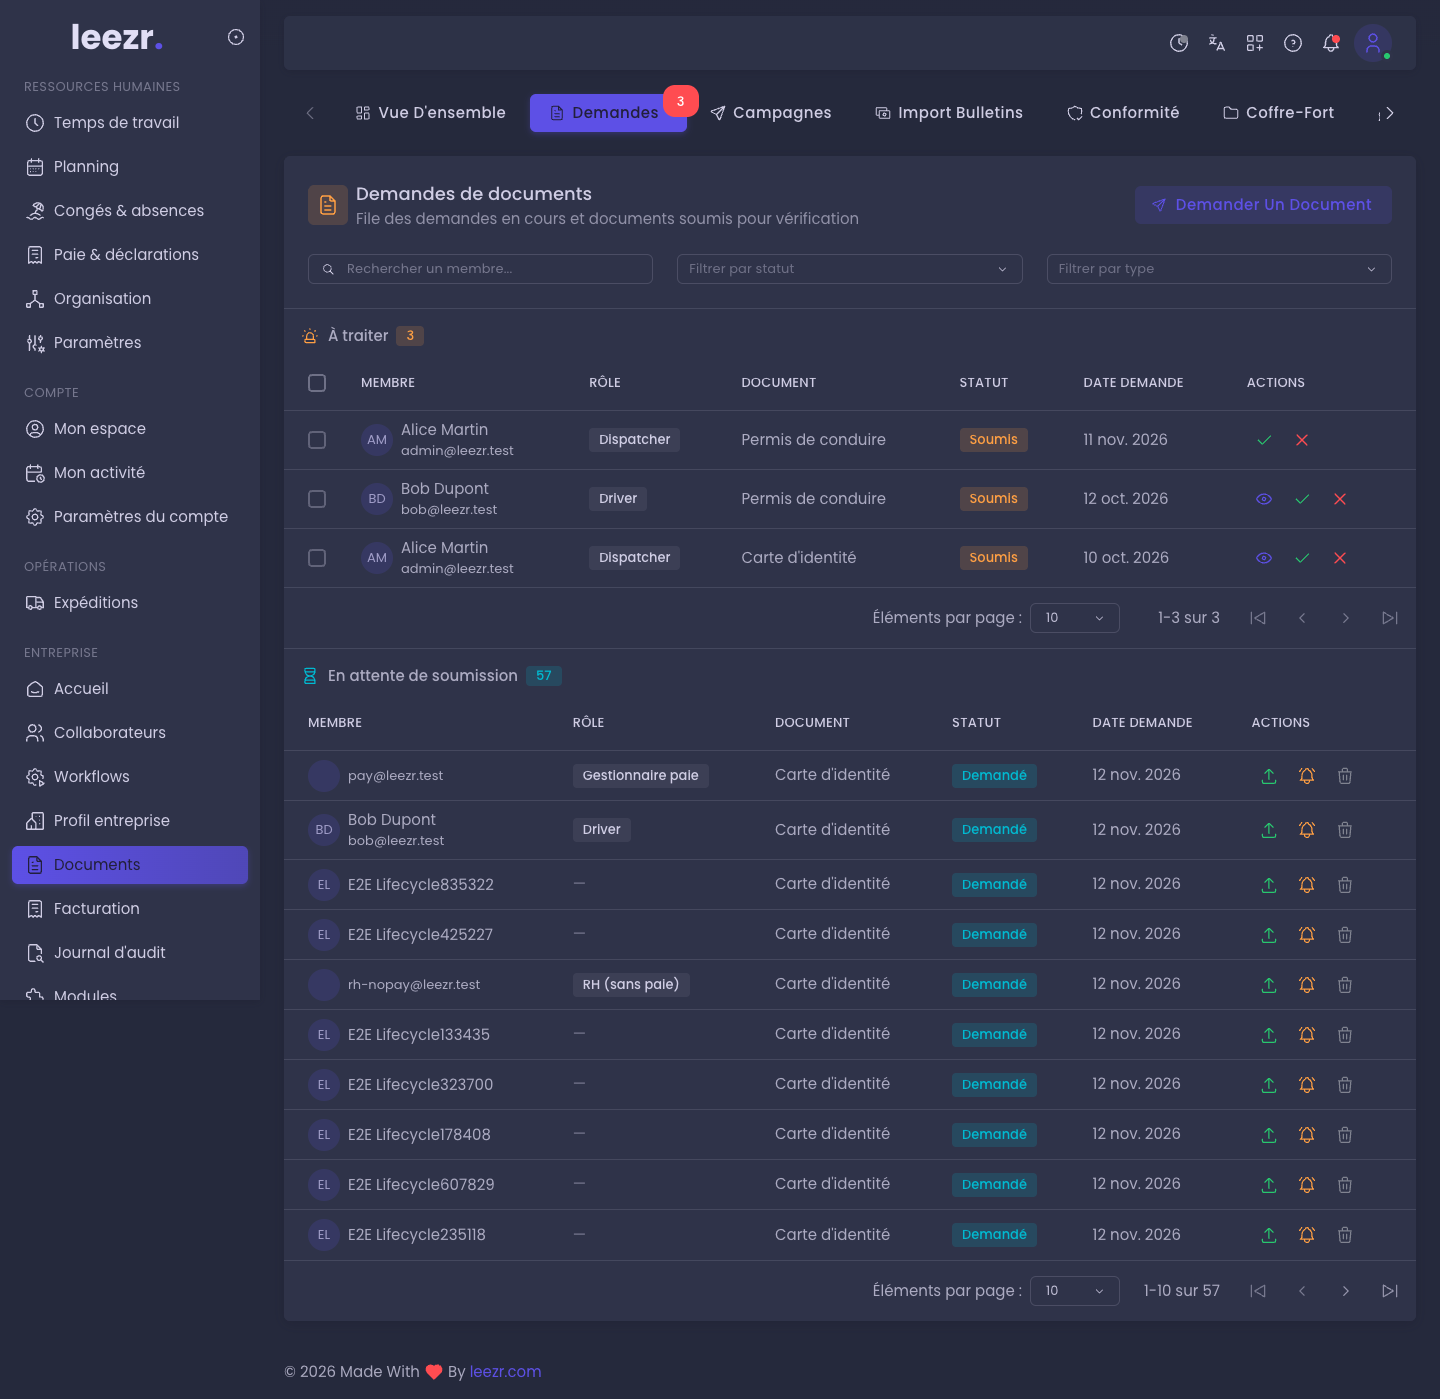 leezr.
RESSOURCES HUMAINES
Temps de travail
Planning
Congés & absences
Paie & déclarations
Organisation
Paramètres
COMPTE
Mon espace
Mon activité
Paramètres du compte
OPÉRATIONS
Expéditions
ENTREPRISE
Accueil
Collaborateurs
Workflows
Profil entreprise
Documents
Facturation
Journal d'audit
Modules
Vue D'ensemble
Demandes
3
Campagnes
Import Bulletins
Conformité
Coffre-Fort
Demandes de documents
File des demandes en cours et documents soumis pour vérification
Demander Un Document
Rechercher un membre...
Filtrer par statut
Filtrer par type
À traiter 3
MEMBRE RÔLE DOCUMENT STATUT DATE DEMANDE ACTIONS
AM Alice Martin
admin@leezr.test
Dispatcher Permis de conduire Soumis 11 nov. 2026
BD Bob Dupont
bob@leezr.test
Driver Permis de conduire Soumis 12 oct. 2026
AM Alice Martin
admin@leezr.test
Dispatcher Carte d'identité Soumis 10 oct. 2026
Éléments par page : 10 1-3 sur 3
En attente de soumission 57
MEMBRE RÔLE DOCUMENT STATUT DATE DEMANDE ACTIONS
pay@leezr.test Gestionnaire paie Carte d'identité Demandé 12 nov. 2026
BD Bob Dupont
bob@leezr.test
Driver Carte d'identité Demandé 12 nov. 2026
EL E2E Lifecycle835322 — Carte d'identité Demandé 12 nov. 2026
EL E2E Lifecycle425227 — Carte d'identité Demandé 12 nov. 2026
rh-nopay@leezr.test RH (sans paie) Carte d'identité Demandé 12 nov. 2026
EL E2E Lifecycle133435 — Carte d'identité Demandé 12 nov. 2026
EL E2E Lifecycle323700 — Carte d'identité Demandé 12 nov. 2026
EL E2E Lifecycle178408 — Carte d'identité Demandé 12 nov. 2026
EL E2E Lifecycle607829 — Carte d'identité Demandé 12 nov. 2026
EL E2E Lifecycle235118 — Carte d'identité Demandé 12 nov. 2026
Éléments par page : 10 1-10 sur 57
© 2026 Made With By leezr.com